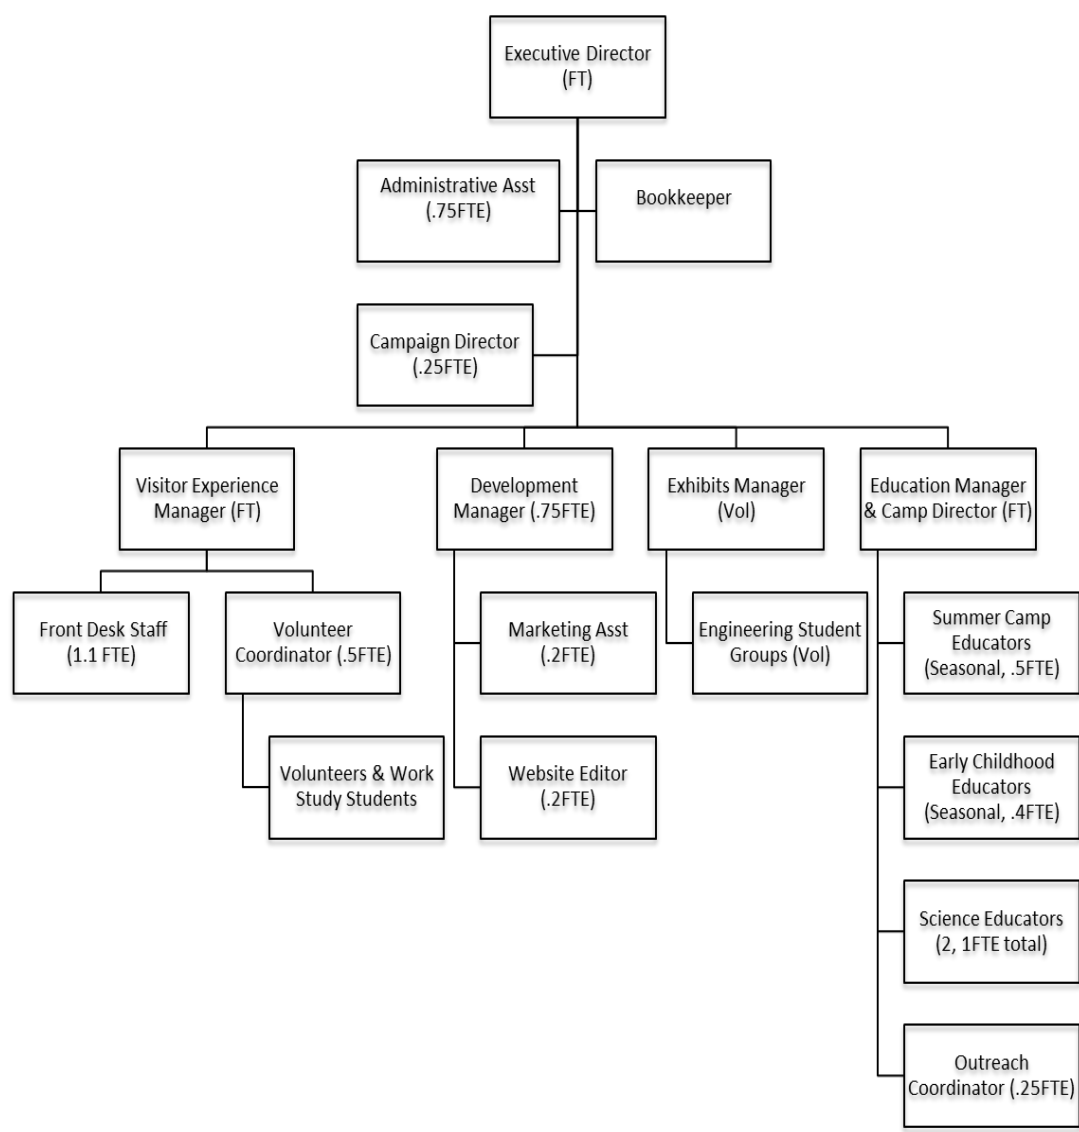 Executive Director
(FT)
Administrative Asst
(.75FTE)
Bookkeeper
Campaign Director
(.25FTE)
Visitor Experience
Manager (FT)
Development
Manager (.75FTE)
Exhibits Manager
(Vol)
Education Manager
& Camp Director (FT)
Front Desk Staff
(1.1 FTE)
Volunteer
Coordinator (.5FTE)
Marketing Asst
(.2FTE)
Engineering Student
Groups (Vol)
Summer Camp
Educators
(Seasonal, .5FTE)
Volunteers & Work
Study Students
Website Editor
(.2FTE)
Early Childhood
Educators
(Seasonal, .4FTE)
Science Educators
(2, 1FTE total)
Outreach
Coordinator (.25FTE)